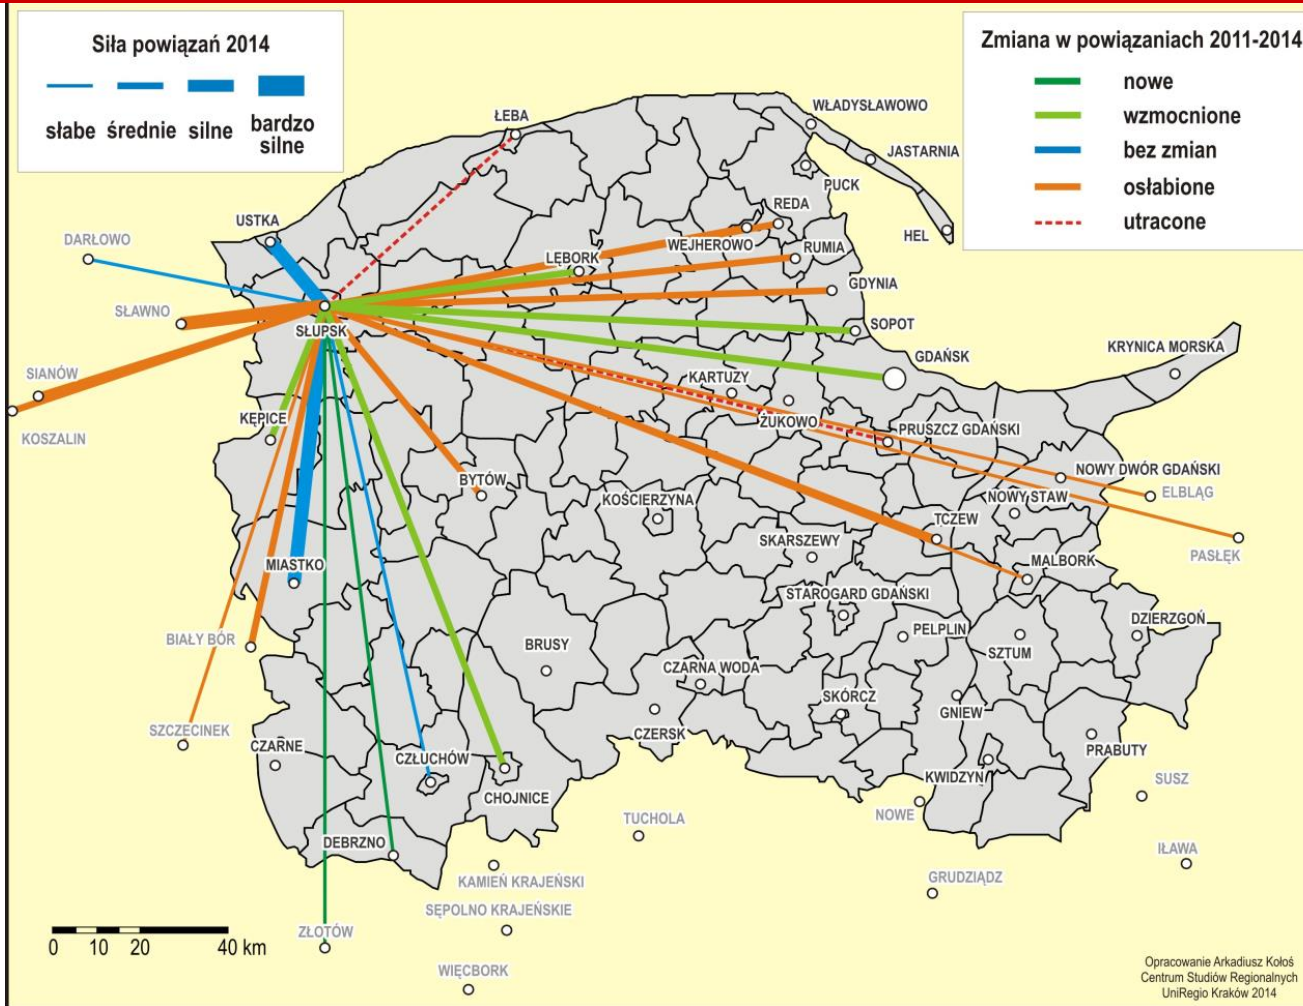 Siła powiązań 2014
słabe
średnie
silne
bardzo
silne
Zmiana w powiązaniach 2011-2014
nowe
wzmocnione
bez zmian
osłabione
utracone
ŁEBA
WŁADYSŁAWOWO
JASTARNIA
PUCK
HEL
REDA
USTKA
DARŁOWO
WEJHEROWO
RUMIA
LĘBORK
GDYNIA
SŁAWNO
SŁUPSK
SOPOT
GDAŃSK
KRYNICA MORSKA
SIANÓW
KARTUZY
KĘPICE
ŻUKOWO
PRUSZCZ GDAŃSKI
KOSZALIN
NOWY DWÓR GDAŃSKI
BYTÓW
ELBLĄG
KOŚCIERZYNA
NOWY STAW
TCZEW
SKARSZEWY
PASŁĘK
MIASTKO
MALBORK
STAROGARD GDAŃSKI
DZIERZGOŃ
PELPLIN
BIAŁY BÓR
BRUSY
SZTUM
CZARNA WODA
SKÓRCZ
GNIEW
SZCZECINEK
CZARNE
CZERSK
PRABUTY
CZŁUCHÓW
KWIDZYN
SUSZ
CHOJNICE
NOWE
TUCHOLA
DEBRZNO
IŁAWA
KAMIEŃ KRAJEŃSKI
GRUDZIĄDZ
SĘPOLNO KRAJEŃSKIE
ZŁOTÓW
0 10 20 40 km
WIĘCBORK
Opracowanie Arkadiusz Kołoś
Centrum Studiów Regionalnych
UniRegio Kraków 2014